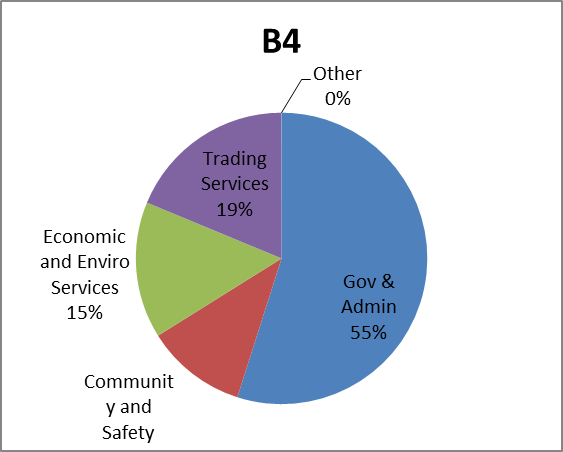 B4
Other
0%
Trading
Services
19%
Economic
and Enviro
Services
15%
Gov &
Admin
55%
Communit
y and
Safety